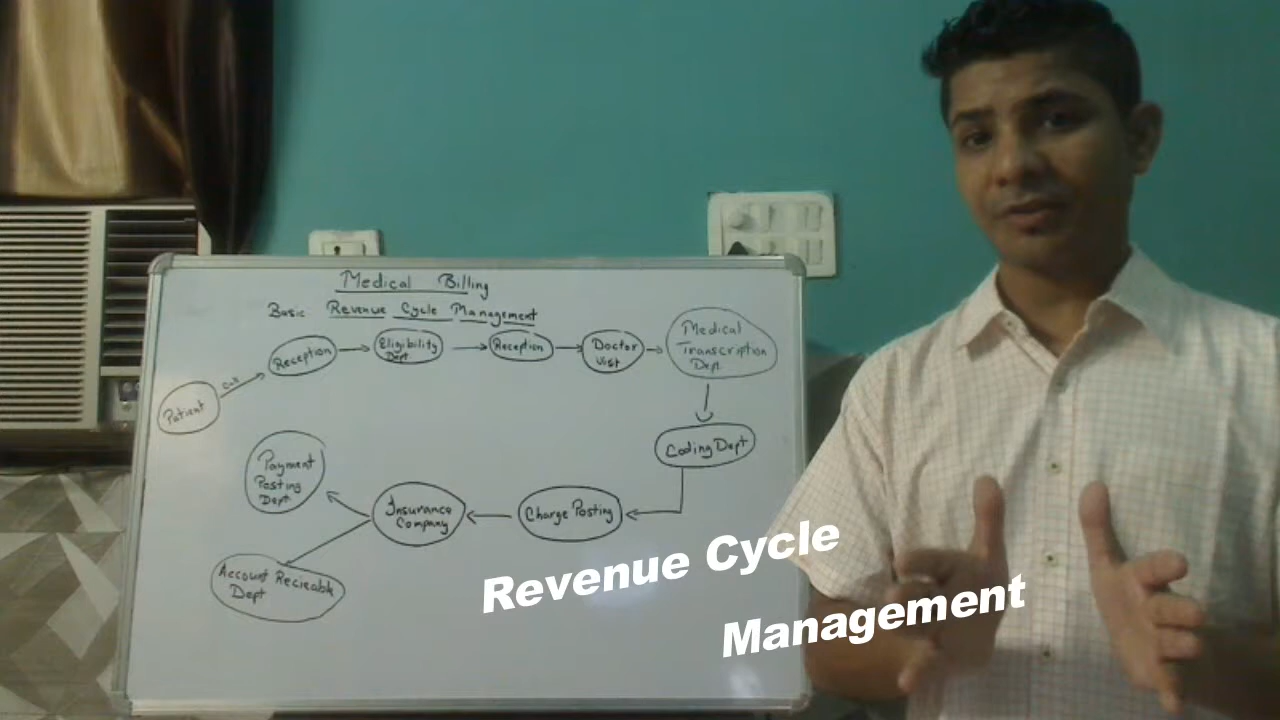 Medical Billing
Basic Revenue Cycle Management
Patient
Call
Reception
Eligibility
Dept
Reception
Doctor
Visit
Medical
Transcription
Dept
Coding Dept
Charge Posting
Insurance
Company
Payment
Posting
Dept
Account Recieable
Dept
Revenue Cycle
Management